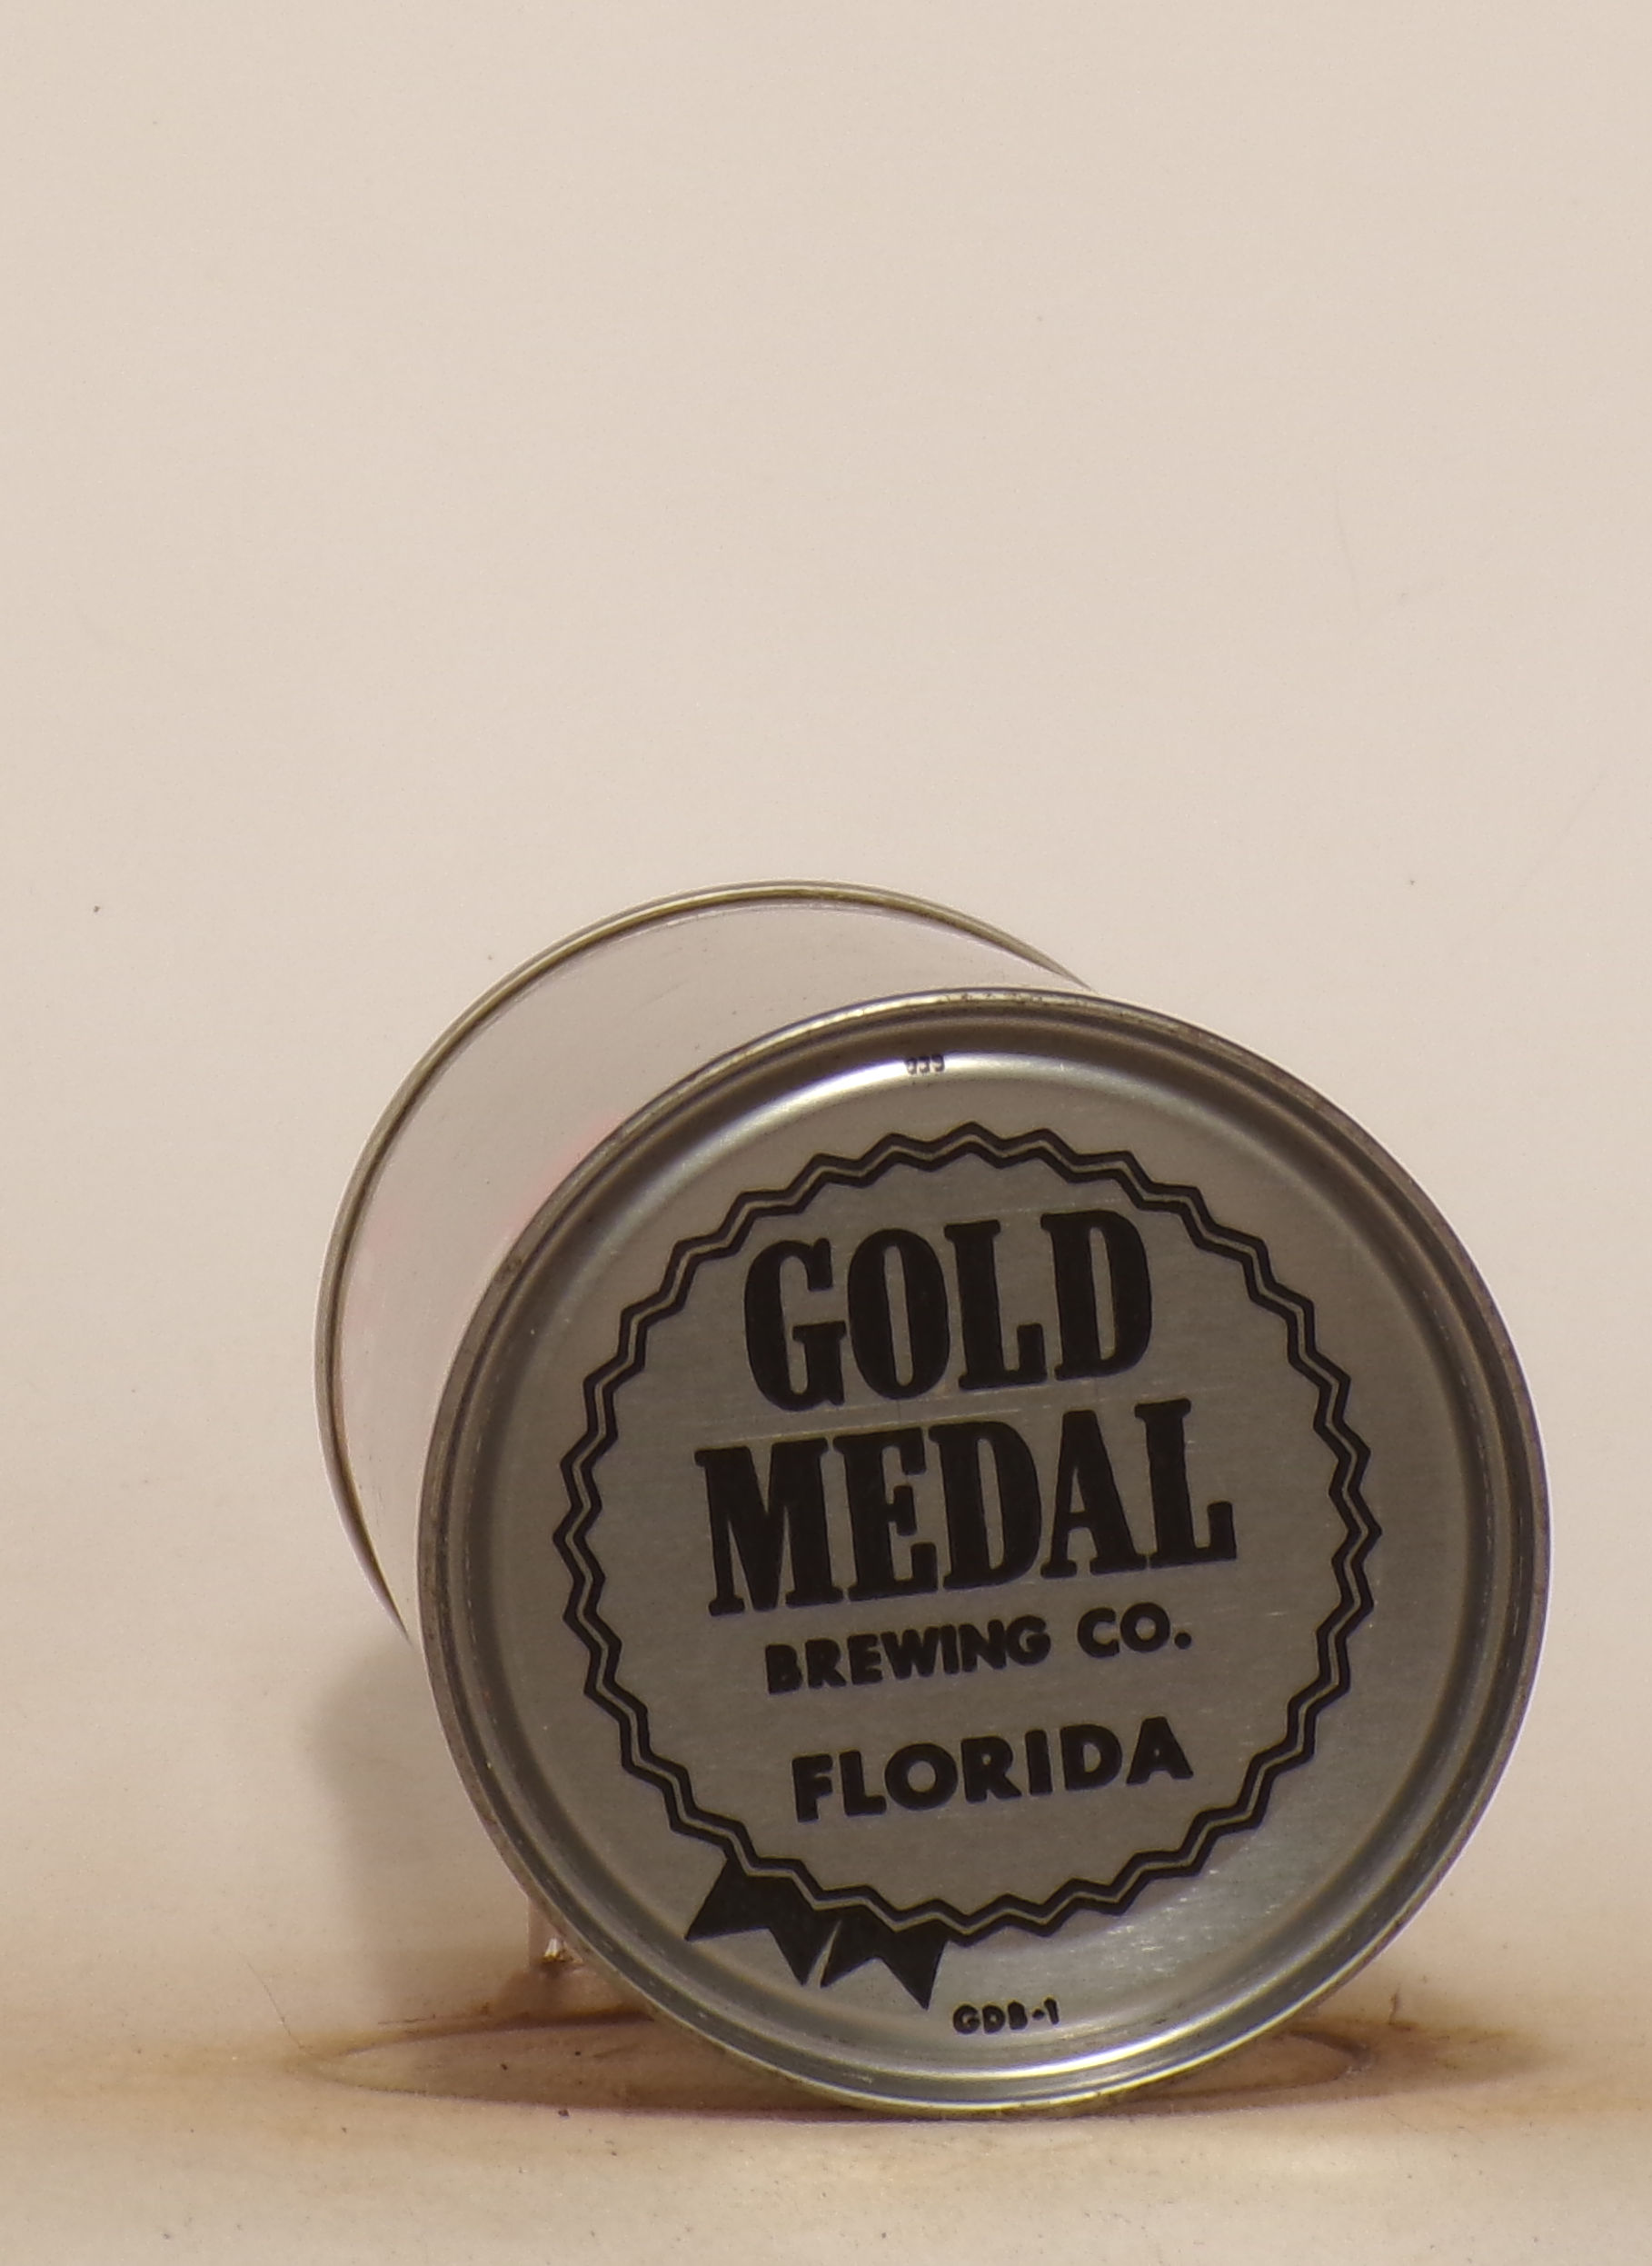 GOLD
MEDAL
BREWING CO.
FLORIDA
GDB-1